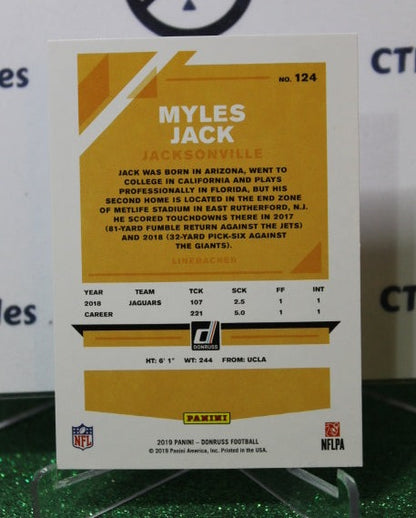 CTI
bles
NO. 124
MYLES
JACK
JACKSONVILLE
JACK WAS BORN IN ARIZONA, WENT TO
COLLEGE IN CALIFORNIA AND PLAYS
PROFESSIONALLY IN FLORIDA, BUT HIS
SECOND HOME IS LOCATED IN THE END ZONE
OF METLIFE STADIUM IN EAST RUTHERFORD, N.J.
HE SCORED TOUCHDOWNS THERE IN 2017
(81-YARD FUMBLE RETURN AGAINST THE JETS)
AND 2018 (32-YARD PICK-SIX AGAINST
THE GIANTS).
LINEBACKER
YEAR TEAM TCK SCK FF INT
2018 JAGUARS 107 2.5 1 1
CAREER 221 5.0 1 1
DONRUSS
HT: 6' 1" WT: 244 FROM: UCLA
PANINI
NFL
NFLPA
2019 PANINI – DONRUSS FOOTBALL
© 2019 Panini America, Inc. Printed in the USA.